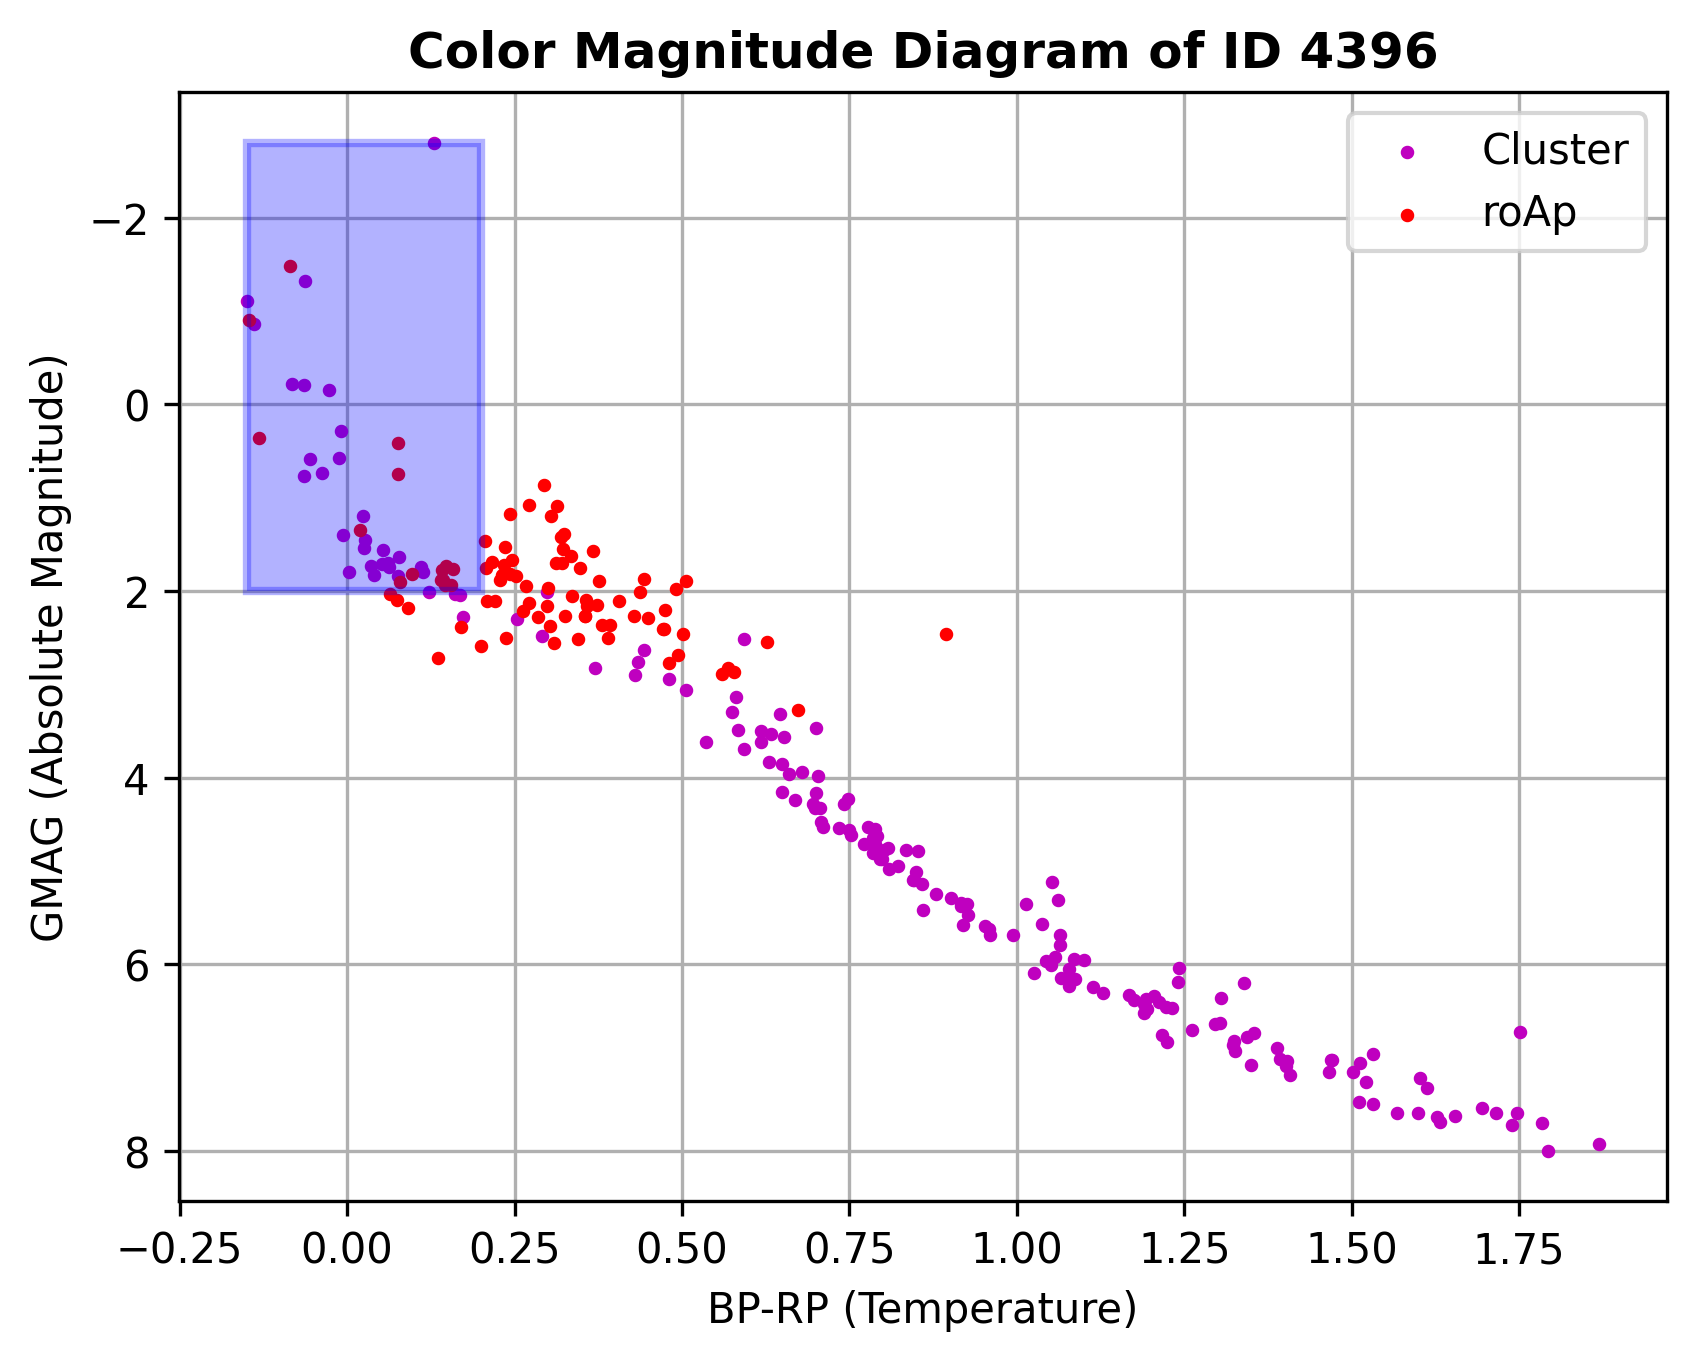 Color Magnitude Diagram of ID 4396
Cluster
roAp
GMAG (Absolute Magnitude)
−2
0
2
4
6
8
−0.25 0.00 0.25 0.50 0.75 1.00 1.25 1.50 1.75
BP-RP (Temperature)